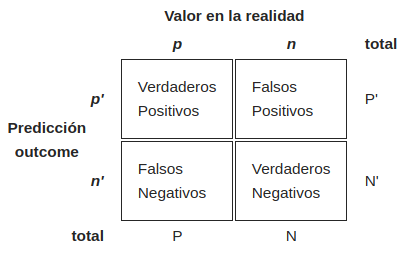 Valor en la realidad
p n total
p' Verdaderos Positivos Falsos Positivos P'
Predicción outcome
n' Falsos Negativos Verdaderos Negativos N'
total P N